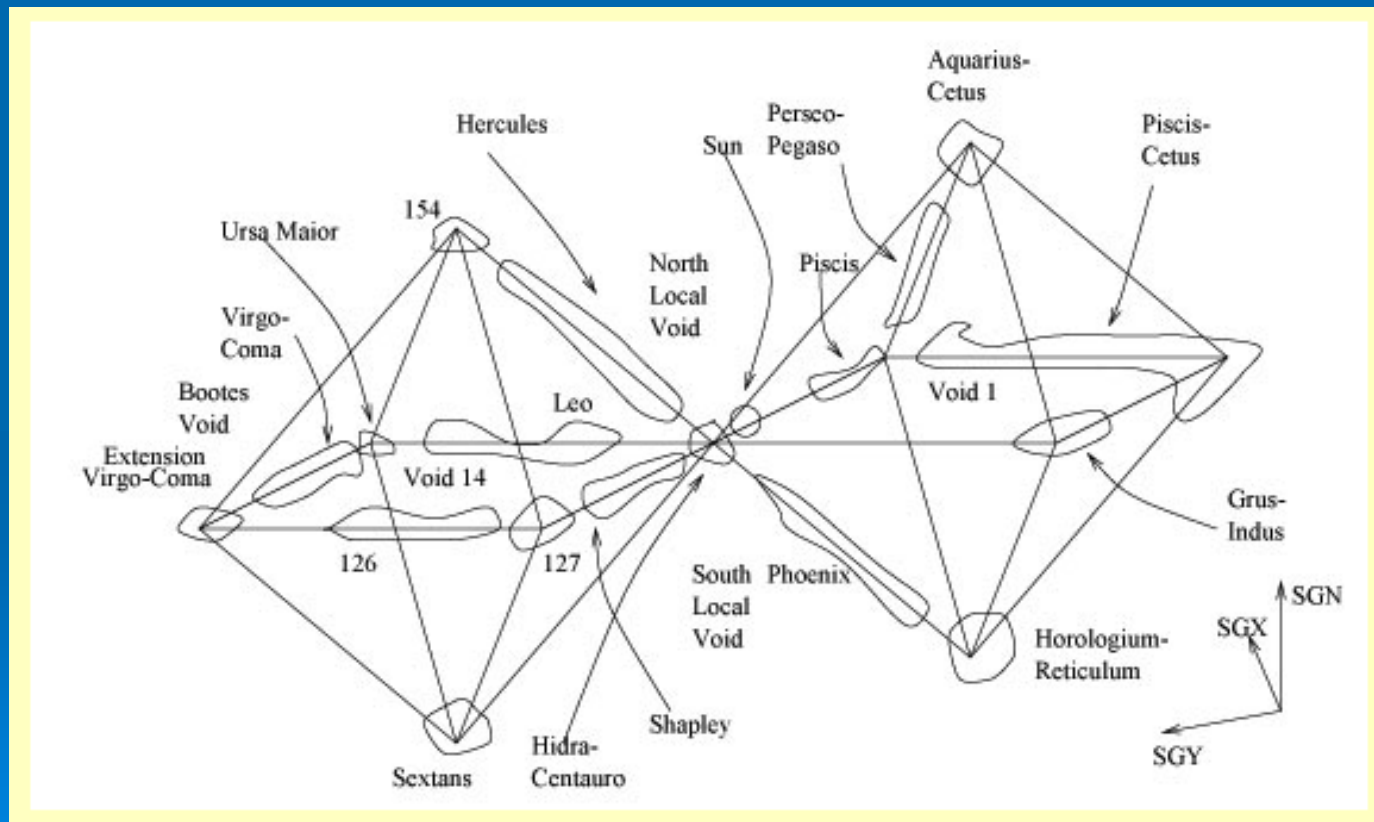 Aquarius-
Cetus
Perseo-
Pegaso
Piscis-
Cetus
Hercules
Sun
154
Ursa Maior
North
Local
Void
Piscis
Virgo-
Coma
Bootes
Void
Leo
Void 1
Extension
Virgo-Coma
Void 14
Grus-
Indus
126
127
South
Local
Void
Phoenix
SGN
SGX
Horologium-
Reticulum
Shapley
SGY
Hidra-
Centauro
Sextans